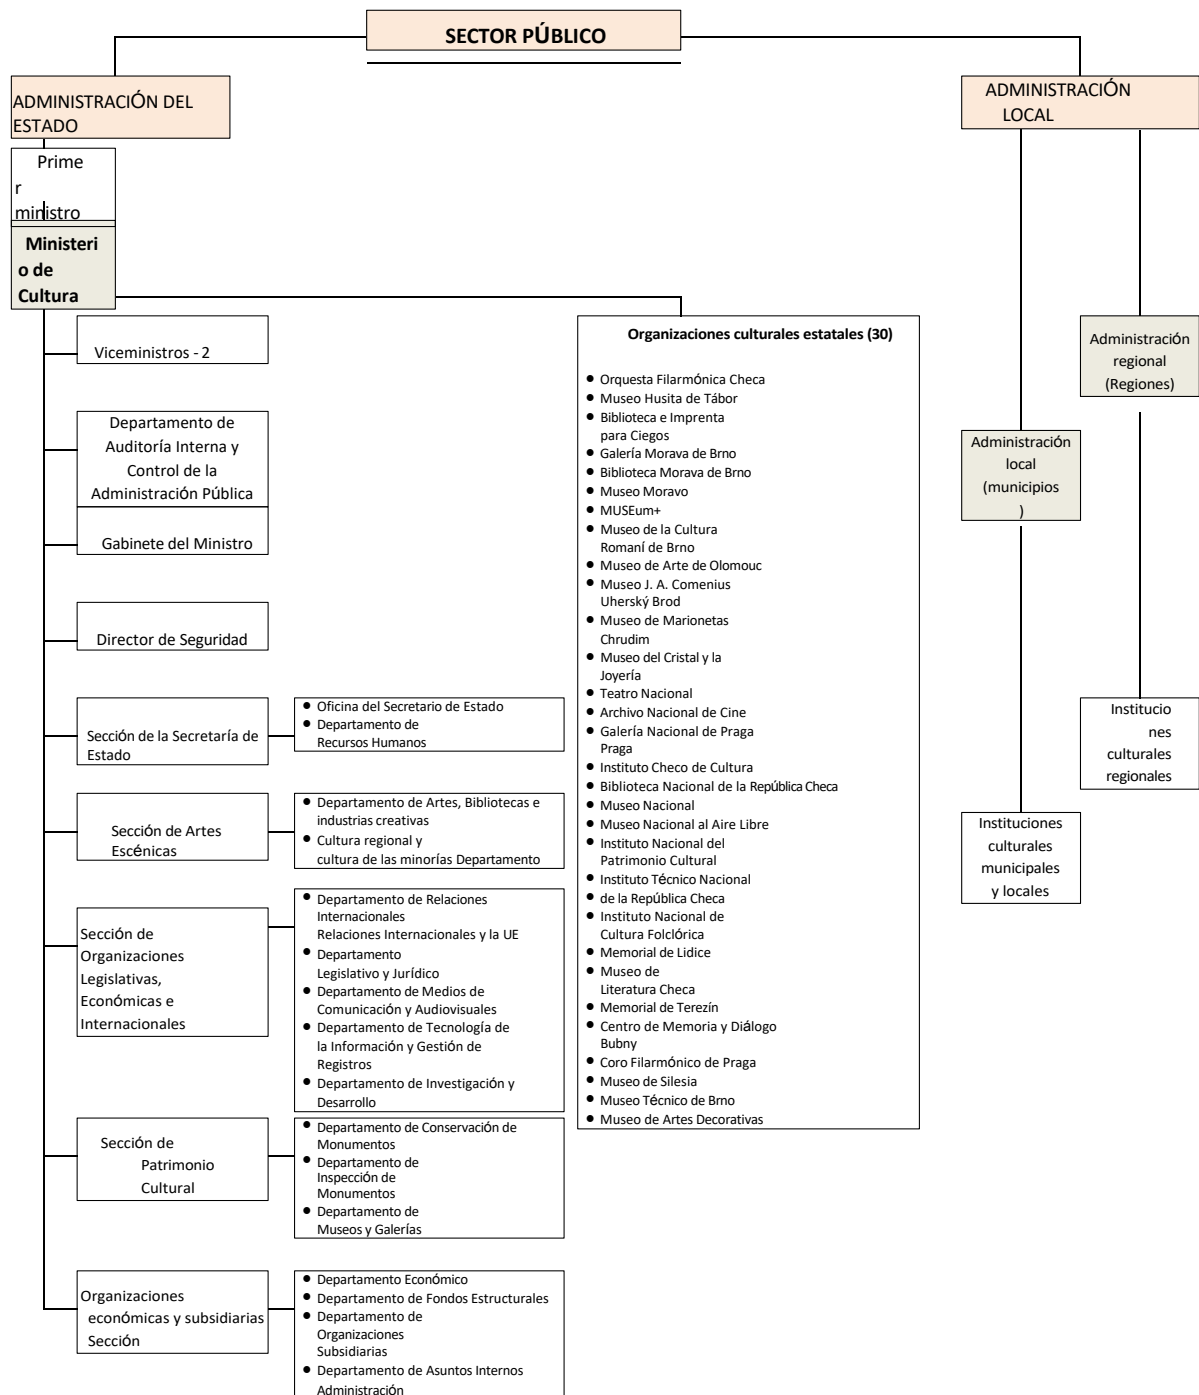 SECTOR PÚBLICO
ADMINISTRACIÓN DEL
ESTADO
Prime
r
ministro
Ministeri
o de
Cultura
Viceministros - 2
Departamento de
Auditoría Interna y
Control de la
Administración Pública
Gabinete del Ministro
Director de Seguridad
Sección de la Secretaría de
Estado
• Oficina del Secretario de Estado
• Departamento de
Recursos Humanos
Sección de Artes
Escénicas
• Departamento de Artes, Bibliotecas e
industrias creativas
• Cultura regional y
cultura de las minorías Departamento
Sección de
Organizaciones
Legislativas,
Económicas e
Internacionales
• Departamento de Relaciones
Internacionales
Relaciones Internacionales y la UE
• Departamento
Legislativo y Jurídico
• Departamento de Medios de
Comunicación y Audiovisuales
• Departamento de Tecnología de
la Información y Gestión de
Registros
• Departamento de Investigación y
Desarrollo
Sección de
Patrimonio
Cultural
• Departamento de Conservación de
Monumentos
• Departamento de
Inspección de
Monumentos
• Departamento de
Museos y Galerías
Organizaciones
económicas y subsidiarias
Sección
• Departamento Económico
• Departamento de Fondos Estructurales
• Departamento de
Organizaciones
Subsidiarias
• Departamento de Asuntos Internos
Administración
Organizaciones culturales estatales (30)
• Orquesta Filarmónica Checa
• Museo Husita de Tábor
• Biblioteca e Imprenta
para Ciegos
• Galería Morava de Brno
• Biblioteca Morava de Brno
• Museo Moravo
• MUSEum+
• Museo de la Cultura
Romaní de Brno
• Museo de Arte de Olomouc
• Museo J. A. Comenius
Uherský Brod
• Museo de Marionetas
Chrudim
• Museo del Cristal y la
Joyería
• Teatro Nacional
• Archivo Nacional de Cine
• Galería Nacional de Praga
Praga
• Instituto Checo de Cultura
• Biblioteca Nacional de la República Checa
• Museo Nacional
• Museo Nacional al Aire Libre
• Instituto Nacional del
Patrimonio Cultural
• Instituto Técnico Nacional
• de la República Checa
• Instituto Nacional de
Cultura Folclórica
• Memorial de Lidice
• Museo de
Literatura Checa
• Memorial de Terezín
• Centro de Memoria y Diálogo
Bubny
• Coro Filarmónico de Praga
• Museo de Silesia
• Museo Técnico de Brno
• Museo de Artes Decorativas
ADMINISTRACIÓN
LOCAL
Administración
regional
(Regiones)
Administración
local
(municipios
)
Institucio
nes
culturales
regionales
Instituciones
culturales
municipales
y locales